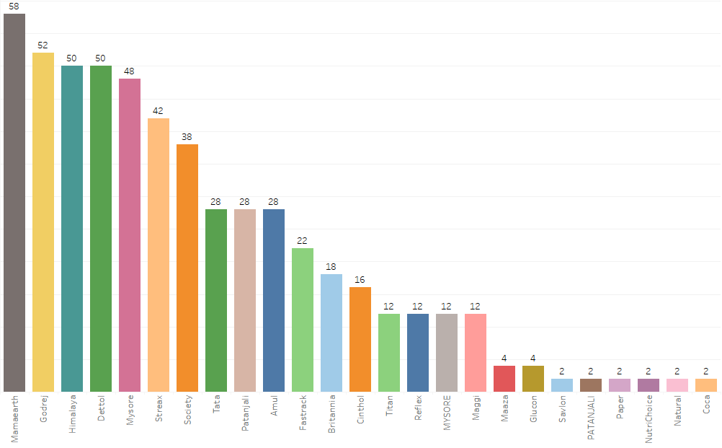 58
52
50
50
48
42
38
28
28
28
22
18
16
12
12
12
12
4
4
2
2
2
2
2
2
Mamaearth
Godrej
Himalaya
Dettol
Mysore
Streax
Society
Tata
Patanjali
Amul
Fastrack
Britannia
Cinthol
Titan
Reflex
MYSORE
Maggi
Maaza
Glucon
Savlon
PATANJALI
Paper
NutriChoice
Natural
Coca